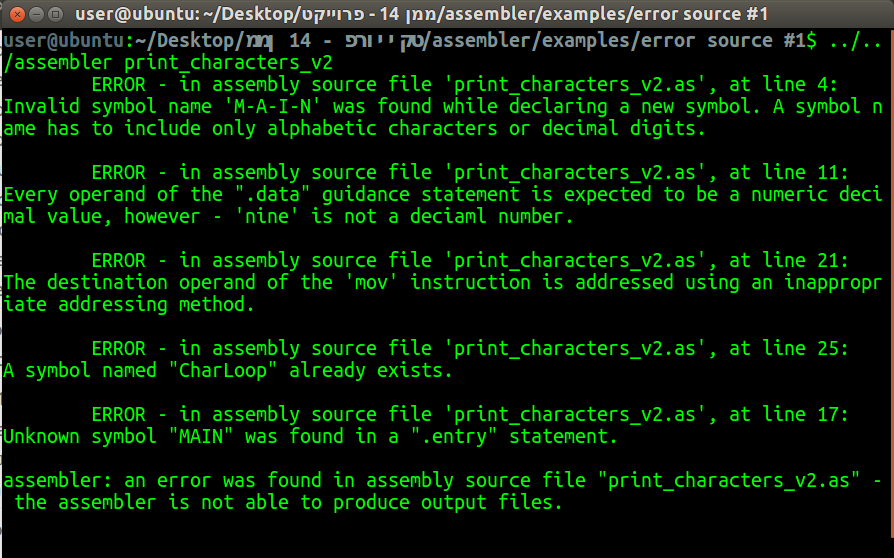 user@ubuntu: ~/Desktop/ממן 14 - פרוייקט/assembler/examples/error source #1
user@ubuntu:~/Desktop/ממן 14 - פרוייקט/assembler/examples/error source #1$ ../..
/assembler print_characters_v2
ERROR - in assembly source file 'print_characters_v2.as', at line 4:
Invalid symbol name 'M-A-I-N' was found while declaring a new symbol. A symbol n
ame has to include only alphabetic characters or decimal digits.
ERROR - in assembly source file 'print_characters_v2.as', at line 11:
Every operand of the ".data" guidance statement is expected to be a numeric deci
mal value, however - 'nine' is not a deciaml number.
ERROR - in assembly source file 'print_characters_v2.as', at line 21:
The destination operand of the 'mov' instruction is addressed using an inappropr
iate addressing method.
ERROR - in assembly source file 'print_characters_v2.as', at line 25:
A symbol named "CharLoop" already exists.
ERROR - in assembly source file 'print_characters_v2.as', at line 17:
Unknown symbol "MAIN" was found in a ".entry" statement.
assembler: an error was found in assembly source file "print_characters_v2.as" -
the assembler is not able to produce output files.